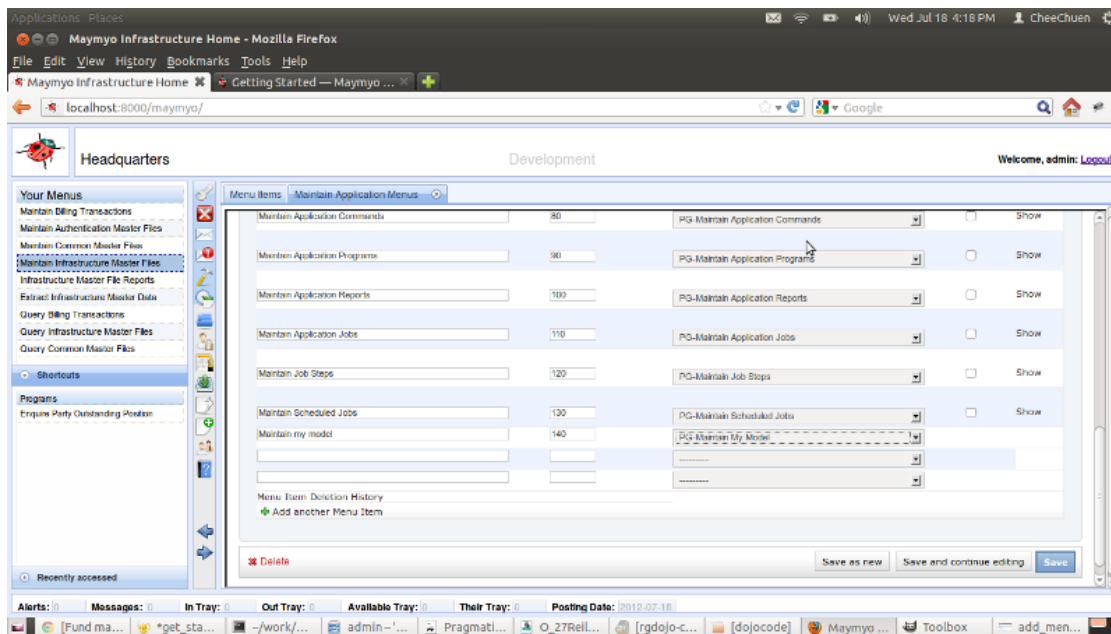 Applications Places
Wed Jul 18 4:18 PM CheeChuen
Maymyo Infrastructure Home - Mozilla Firefox
File Edit View History Bookmarks Tools Help
Maymyo Infrastructure Home Getting Started — Maymyo ...
localhost:8000/maymyo/ Google
Headquarters Development Welcome, admin: Logout
Your Menus
Maintain Billing Transactions
Maintain Authentication Master Files
Maintain Common Master Files
Maintain Infrastructure Master Files
Infrastructure Master File Reports
Extract Infrastructure Master Data
Query Billing Transactions
Query Infrastructure Master Files
Query Common Master Files
Shortcuts
Programs
Enquire Party Outstanding Position
Recently accessed
Menu Items Maintain Application Menus
Maintain Application Commands 80 PG-Maintain Application Commands Show
Maintain Application Programs 90 PG-Maintain Application Programs Show
Maintain Application Reports 100 PG-Maintain Application Reports Show
Maintain Application Jobs 110 PG-Maintain Application Jobs Show
Maintain Job Steps 120 PG-Maintain Job Steps Show
Maintain Scheduled Jobs 130 PG-Maintain Scheduled Jobs Show
Maintain my model 140 PG-Maintain My Model
---------
---------
Menu Item Deletion History
Add another Menu Item
Delete Save as new Save and continue editing Save
Alerts: 0 Messages: 0 In Tray: 0 Out Tray: 0 Available Tray: 0 Their Tray: 0 Posting Date: 2012-07-18
[Fund ma... *get_sta... ~/work/... admin – '... Pragmati... O_27Reil... [rgdojo-c... [dojocode] Maymyo ... Toolbox add_men...